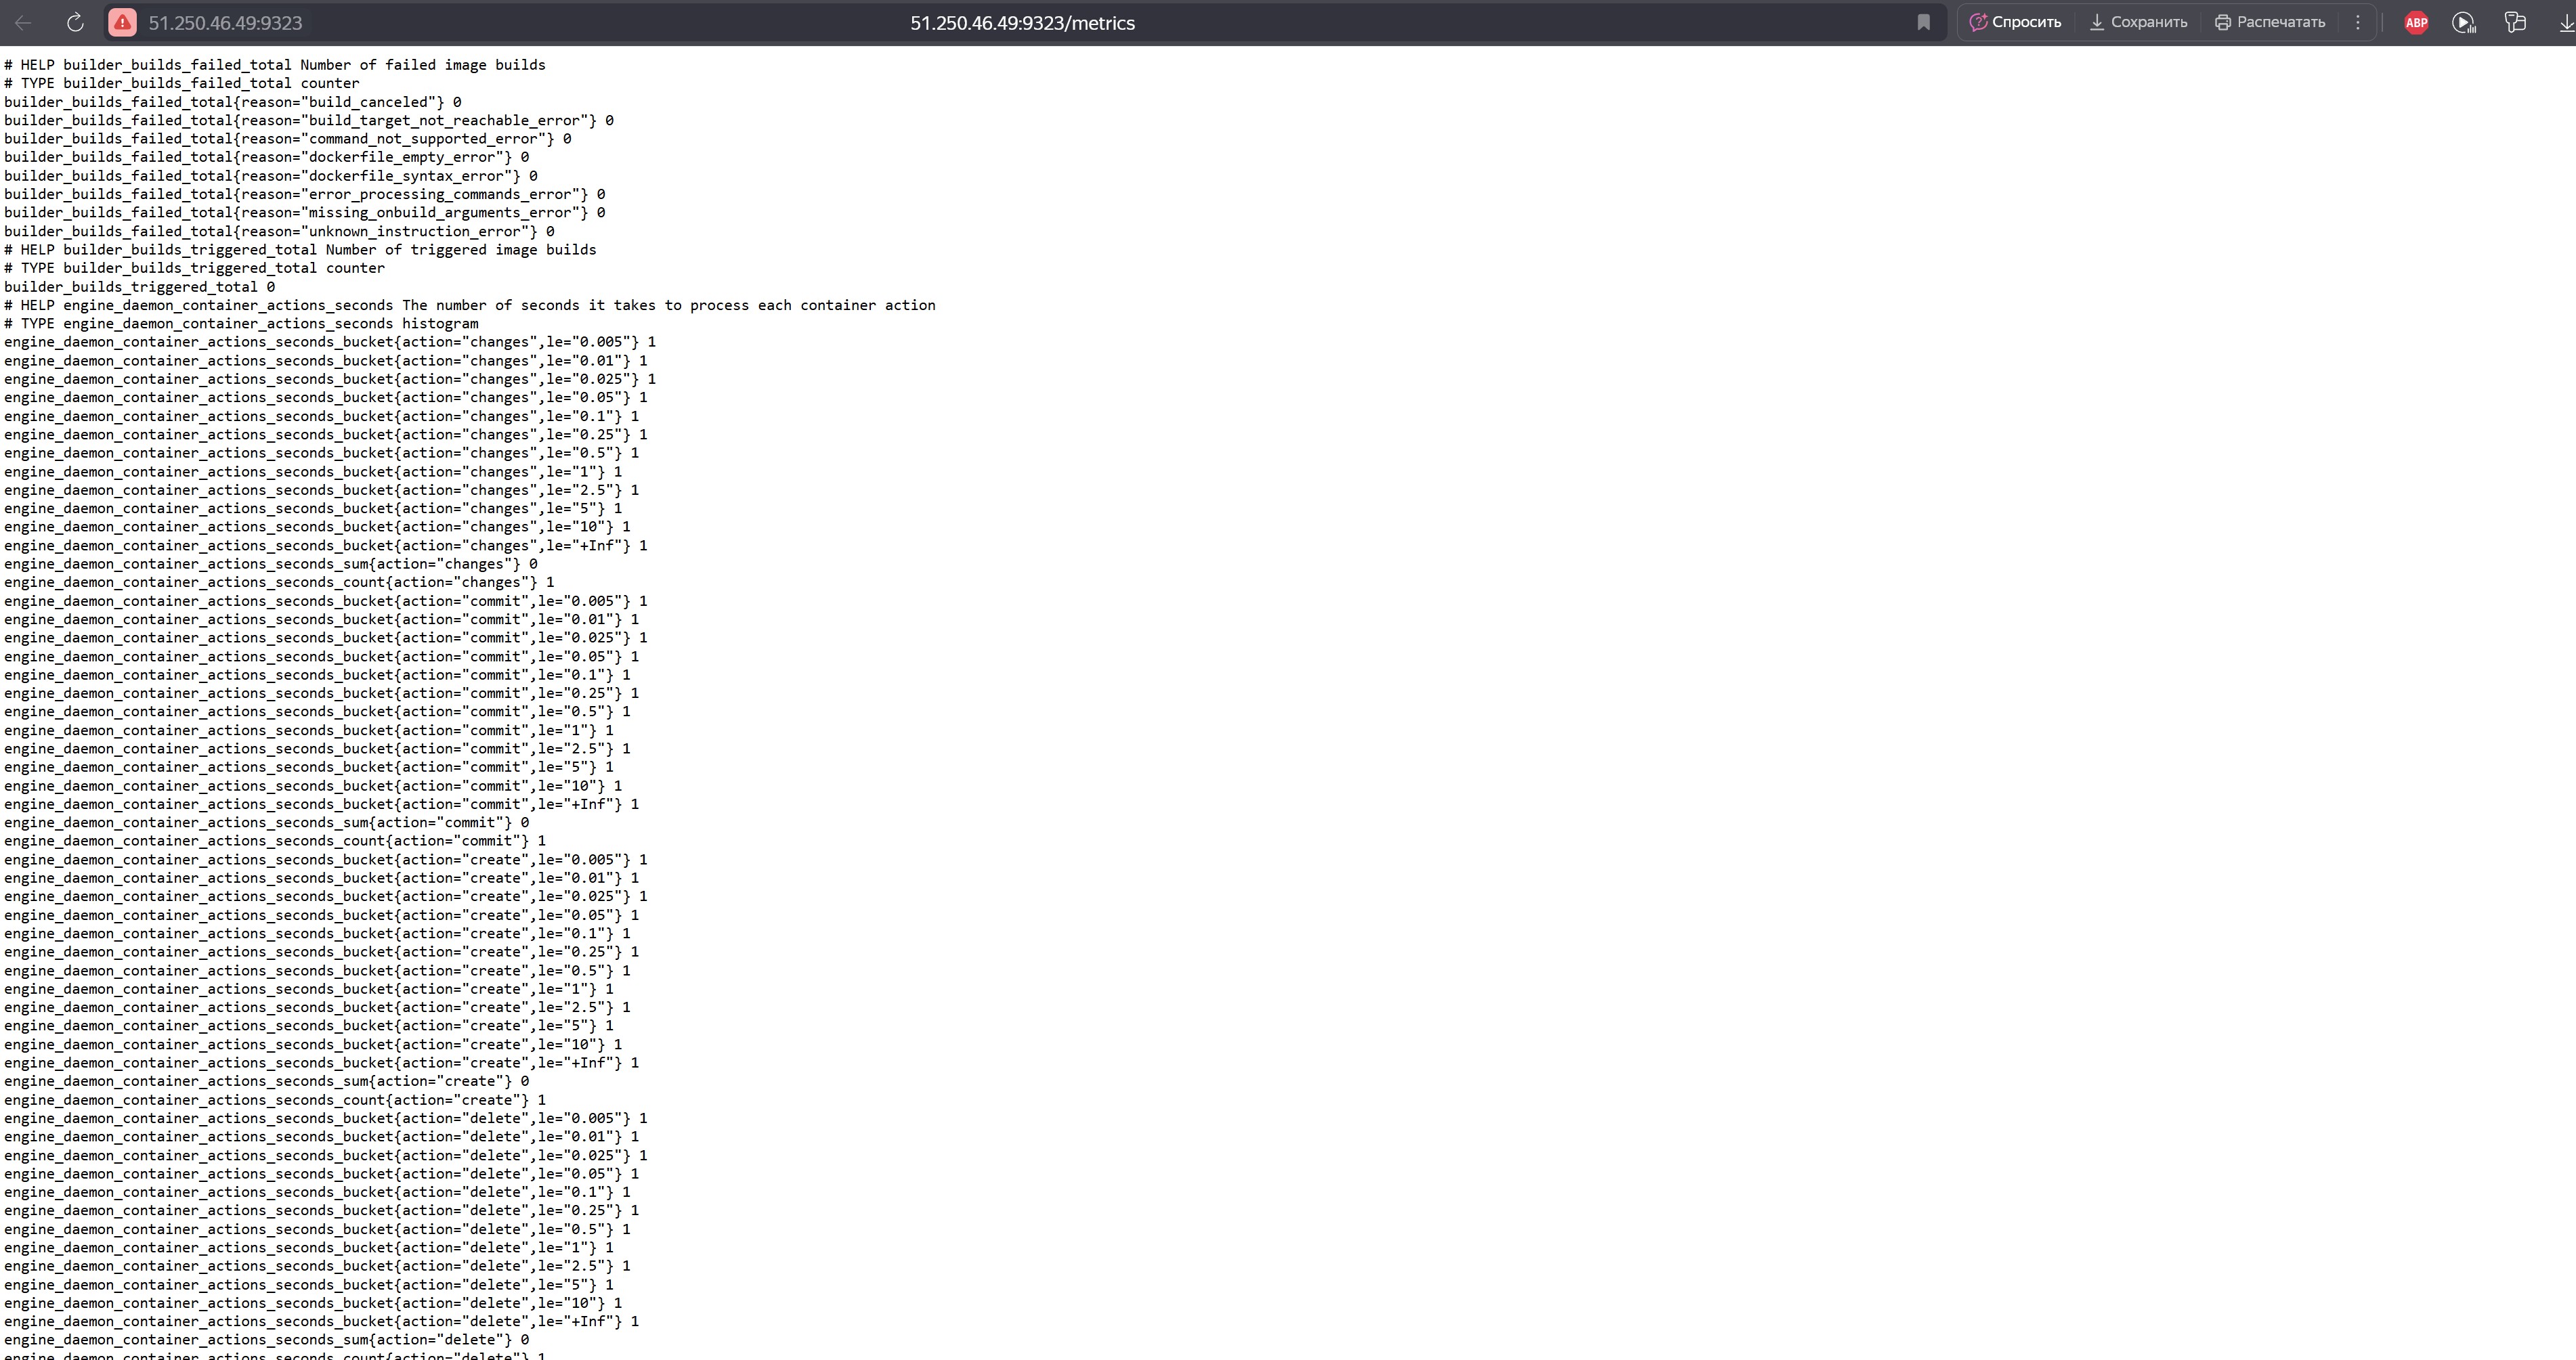 51.250.46.49:9323
51.250.46.49:9323/metrics
Спросить
Сохранить
Распечатать
ABP
# HELP builder_builds_failed_total Number of failed image builds
# TYPE builder_builds_failed_total counter
builder_builds_failed_total{reason="build_canceled"} 0
builder_builds_failed_total{reason="build_target_not_reachable_error"} 0
builder_builds_failed_total{reason="command_not_supported_error"} 0
builder_builds_failed_total{reason="dockerfile_empty_error"} 0
builder_builds_failed_total{reason="dockerfile_syntax_error"} 0
builder_builds_failed_total{reason="error_processing_commands_error"} 0
builder_builds_failed_total{reason="missing_onbuild_arguments_error"} 0
builder_builds_failed_total{reason="unknown_instruction_error"} 0
# HELP builder_builds_triggered_total Number of triggered image builds
# TYPE builder_builds_triggered_total counter
builder_builds_triggered_total 0
# HELP engine_daemon_container_actions_seconds The number of seconds it takes to process each container action
# TYPE engine_daemon_container_actions_seconds histogram
engine_daemon_container_actions_seconds_bucket{action="changes",le="0.005"} 1
engine_daemon_container_actions_seconds_bucket{action="changes",le="0.01"} 1
engine_daemon_container_actions_seconds_bucket{action="changes",le="0.025"} 1
engine_daemon_container_actions_seconds_bucket{action="changes",le="0.05"} 1
engine_daemon_container_actions_seconds_bucket{action="changes",le="0.1"} 1
engine_daemon_container_actions_seconds_bucket{action="changes",le="0.25"} 1
engine_daemon_container_actions_seconds_bucket{action="changes",le="0.5"} 1
engine_daemon_container_actions_seconds_bucket{action="changes",le="1"} 1
engine_daemon_container_actions_seconds_bucket{action="changes",le="2.5"} 1
engine_daemon_container_actions_seconds_bucket{action="changes",le="5"} 1
engine_daemon_container_actions_seconds_bucket{action="changes",le="10"} 1
engine_daemon_container_actions_seconds_bucket{action="changes",le="+Inf"} 1
engine_daemon_container_actions_seconds_sum{action="changes"} 0
engine_daemon_container_actions_seconds_count{action="changes"} 1
engine_daemon_container_actions_seconds_bucket{action="commit",le="0.005"} 1
engine_daemon_container_actions_seconds_bucket{action="commit",le="0.01"} 1
engine_daemon_container_actions_seconds_bucket{action="commit",le="0.025"} 1
engine_daemon_container_actions_seconds_bucket{action="commit",le="0.05"} 1
engine_daemon_container_actions_seconds_bucket{action="commit",le="0.1"} 1
engine_daemon_container_actions_seconds_bucket{action="commit",le="0.25"} 1
engine_daemon_container_actions_seconds_bucket{action="commit",le="0.5"} 1
engine_daemon_container_actions_seconds_bucket{action="commit",le="1"} 1
engine_daemon_container_actions_seconds_bucket{action="commit",le="2.5"} 1
engine_daemon_container_actions_seconds_bucket{action="commit",le="5"} 1
engine_daemon_container_actions_seconds_bucket{action="commit",le="10"} 1
engine_daemon_container_actions_seconds_bucket{action="commit",le="+Inf"} 1
engine_daemon_container_actions_seconds_sum{action="commit"} 0
engine_daemon_container_actions_seconds_count{action="commit"} 1
engine_daemon_container_actions_seconds_bucket{action="create",le="0.005"} 1
engine_daemon_container_actions_seconds_bucket{action="create",le="0.01"} 1
engine_daemon_container_actions_seconds_bucket{action="create",le="0.025"} 1
engine_daemon_container_actions_seconds_bucket{action="create",le="0.05"} 1
engine_daemon_container_actions_seconds_bucket{action="create",le="0.1"} 1
engine_daemon_container_actions_seconds_bucket{action="create",le="0.25"} 1
engine_daemon_container_actions_seconds_bucket{action="create",le="0.5"} 1
engine_daemon_container_actions_seconds_bucket{action="create",le="1"} 1
engine_daemon_container_actions_seconds_bucket{action="create",le="2.5"} 1
engine_daemon_container_actions_seconds_bucket{action="create",le="5"} 1
engine_daemon_container_actions_seconds_bucket{action="create",le="10"} 1
engine_daemon_container_actions_seconds_bucket{action="create",le="+Inf"} 1
engine_daemon_container_actions_seconds_sum{action="create"} 0
engine_daemon_container_actions_seconds_count{action="create"} 1
engine_daemon_container_actions_seconds_bucket{action="delete",le="0.005"} 1
engine_daemon_container_actions_seconds_bucket{action="delete",le="0.01"} 1
engine_daemon_container_actions_seconds_bucket{action="delete",le="0.025"} 1
engine_daemon_container_actions_seconds_bucket{action="delete",le="0.05"} 1
engine_daemon_container_actions_seconds_bucket{action="delete",le="0.1"} 1
engine_daemon_container_actions_seconds_bucket{action="delete",le="0.25"} 1
engine_daemon_container_actions_seconds_bucket{action="delete",le="0.5"} 1
engine_daemon_container_actions_seconds_bucket{action="delete",le="1"} 1
engine_daemon_container_actions_seconds_bucket{action="delete",le="2.5"} 1
engine_daemon_container_actions_seconds_bucket{action="delete",le="5"} 1
engine_daemon_container_actions_seconds_bucket{action="delete",le="10"} 1
engine_daemon_container_actions_seconds_bucket{action="delete",le="+Inf"} 1
engine_daemon_container_actions_seconds_sum{action="delete"} 0
engine_daemon_container_actions_seconds_count{action="delete"} 1